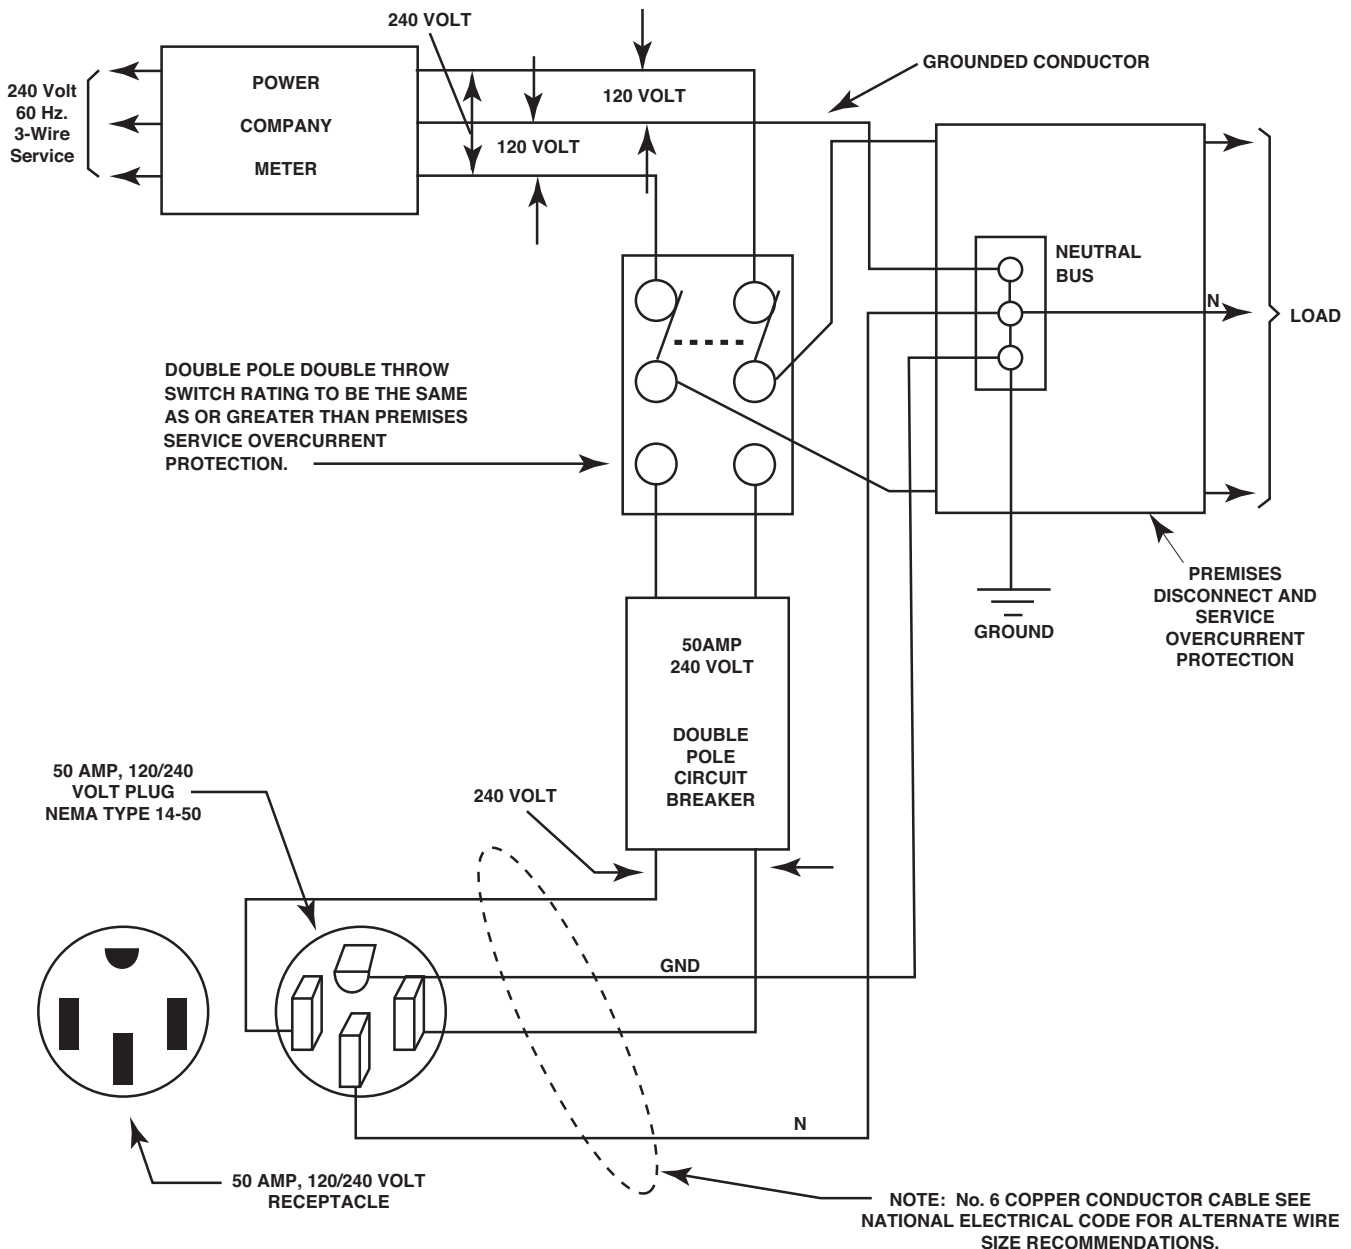 240 VOLT
GROUNDED CONDUCTOR
240 Volt
60 Hz.
3-Wire
Service
POWER
COMPANY
METER
120 VOLT
120 VOLT
NEUTRAL
BUS
N
LOAD
DOUBLE POLE DOUBLE THROW
SWITCH RATING TO BE THE SAME
AS OR GREATER THAN PREMISES
SERVICE OVERCURRENT
PROTECTION.
GROUND
PREMISES
DISCONNECT AND
SERVICE
OVERCURRENT
PROTECTION
50AMP
240 VOLT
DOUBLE
POLE
CIRCUIT
BREAKER
50 AMP, 120/240
VOLT PLUG
NEMA TYPE 14-50
240 VOLT
GND
N
50 AMP, 120/240 VOLT
RECEPTACLE
NOTE: No. 6 COPPER CONDUCTOR CABLE SEE
NATIONAL ELECTRICAL CODE FOR ALTERNATE WIRE
SIZE RECOMMENDATIONS.